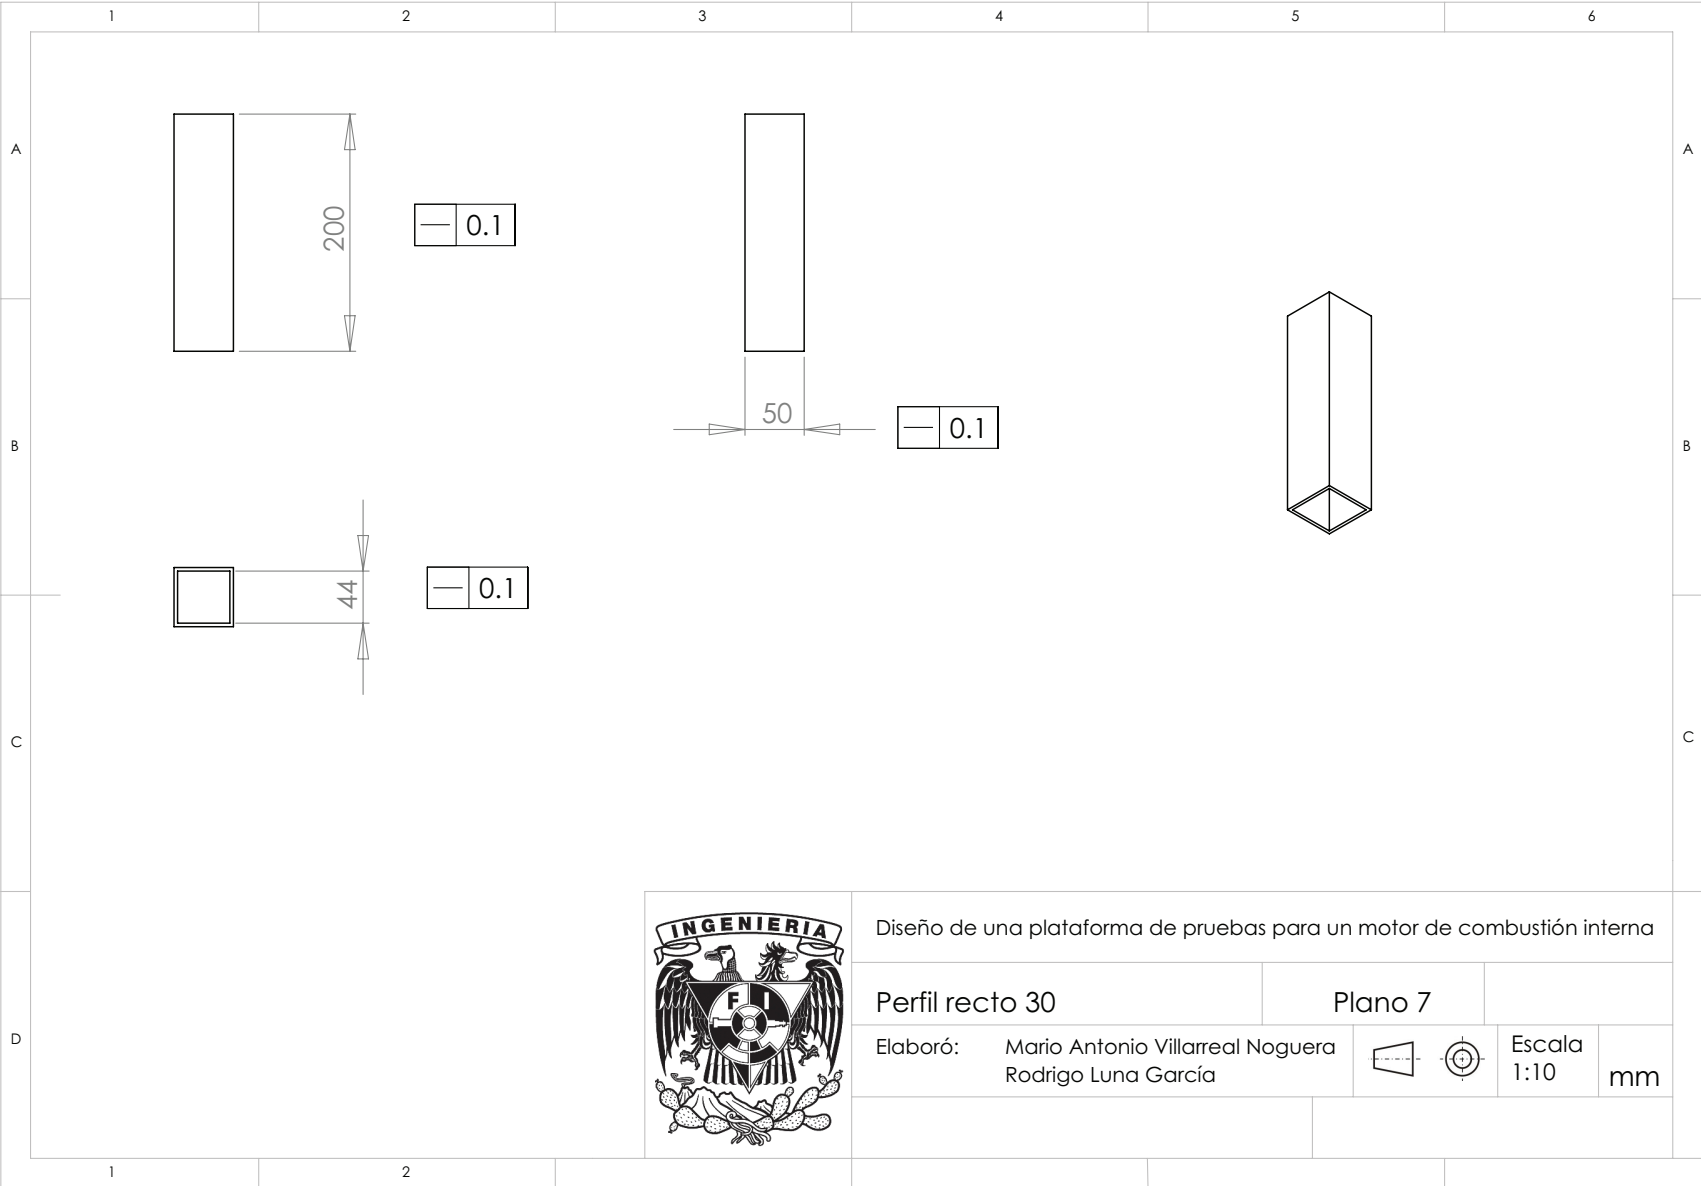 1 2 3 4 5 6
A A
200
0.1
50
0.1
B B
44
0.1
C C
INGENIERIA
F I
Diseño de una plataforma de pruebas para un motor de combustión interna
Perfil recto 30 Plano 7
D
Elaboró: Mario Antonio Villarreal Noguera
Rodrigo Luna García
Escala
1:10
mm
1 2